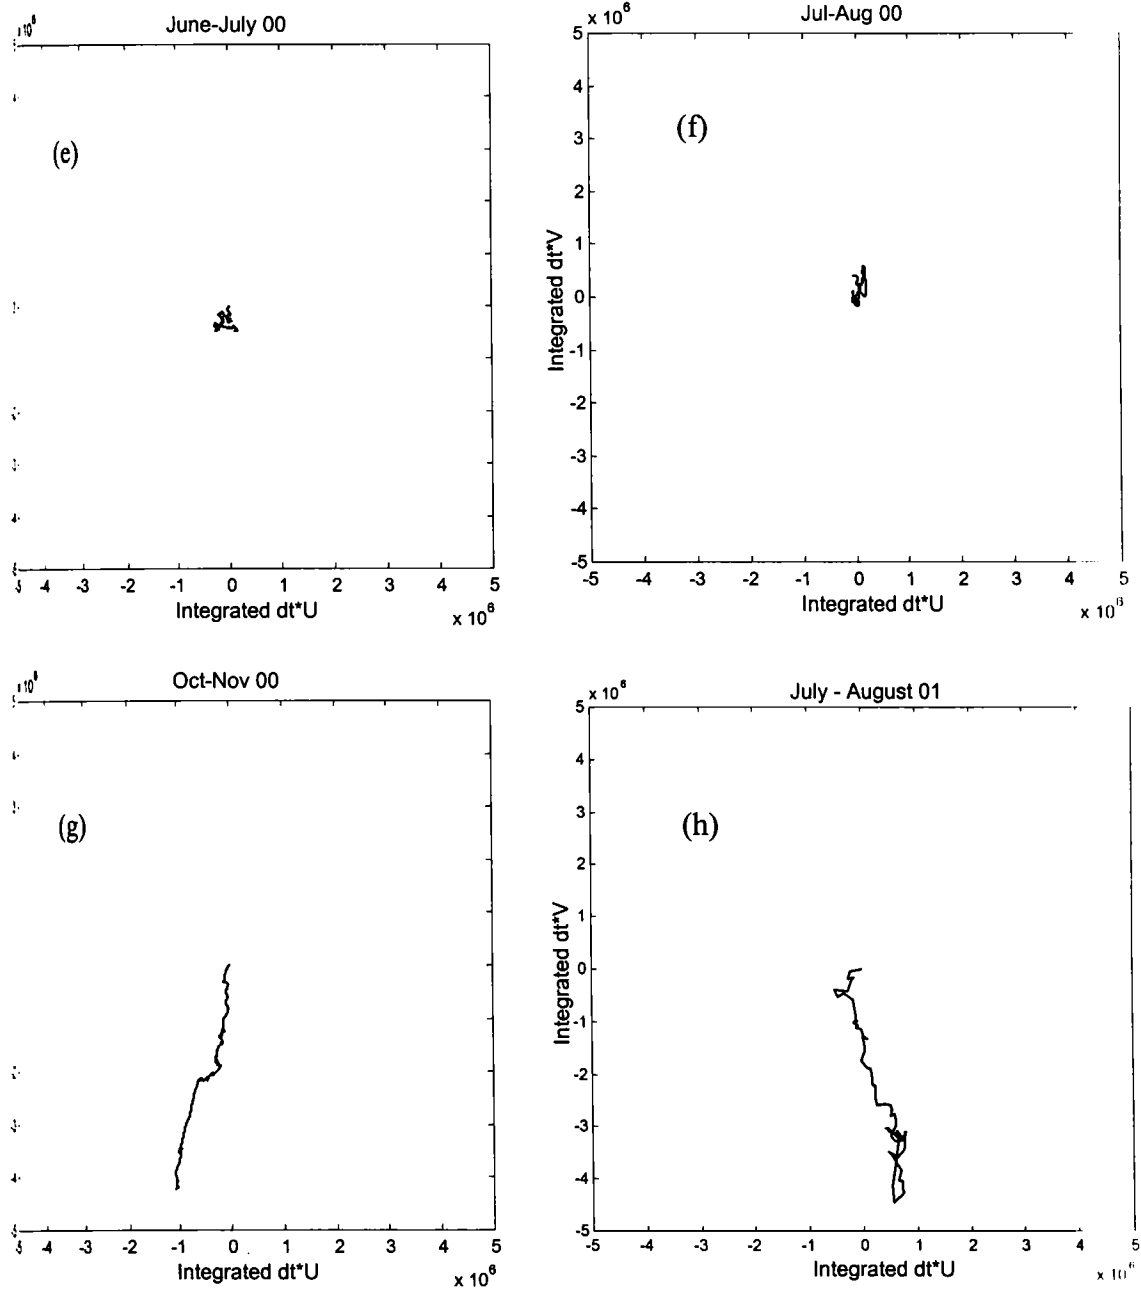 June-July 00
(e)
-3 -2 -1 0 1 2 3 4 5
Integrated dt*U
x 10^6
Jul-Aug 00
x 10^6
5
4
3
2
1
0
-1
-2
-3
-4
-5
Integrated dt*V
(f)
-5 -4 -3 -2 -1 0 1 2 3 4 5
Integrated dt*U
x 10^6
Oct-Nov 00
(g)
-4 -3 -2 -1 0 1 2 3 4 5
Integrated dt*U
x 10^6
July - August 01
x 10^6
5
4
3
2
1
0
-1
-2
-3
-4
-5
Integrated dt*V
(h)
-5 -4 -3 -2 -1 0 1 2 3 4 5
Integrated dt*U
x 10^6